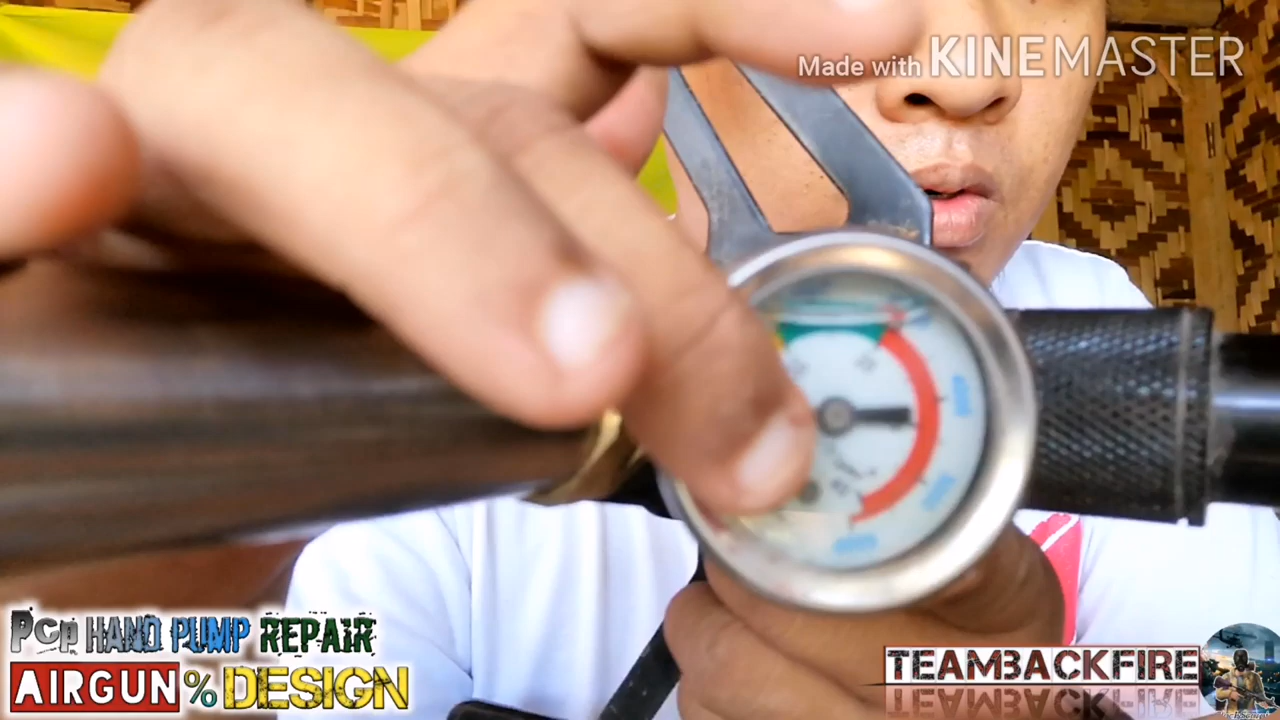 Made with KINEMASTER
PCP HAND PUMP REPAIR
AIRGUN % DESIGN
TEAMBACKFIRE